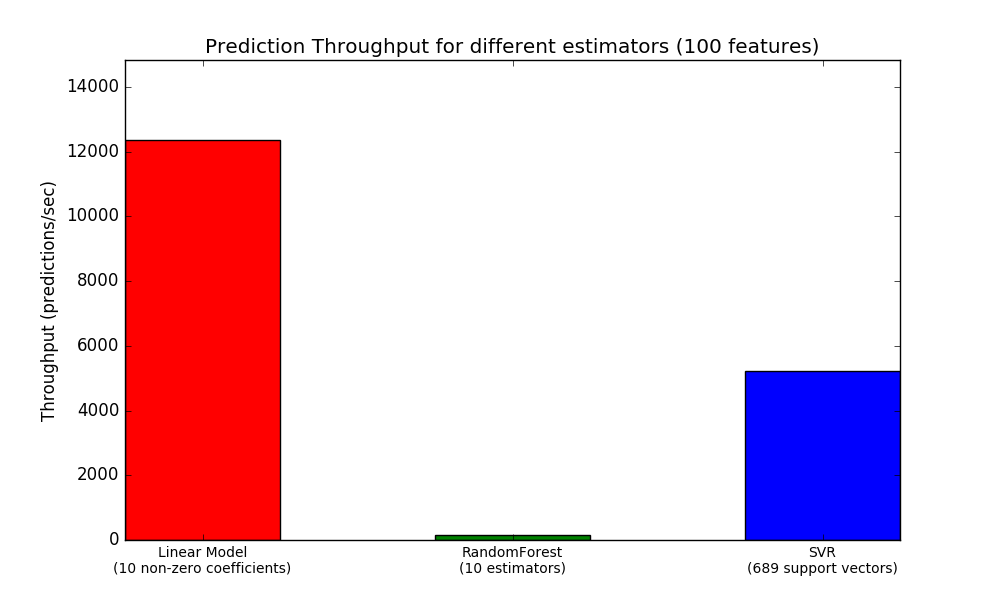 Prediction Throughput for different estimators (100 features)
Throughput (predictions/sec)
14000
12000
10000
8000
6000
4000
2000
0
Linear Model
(10 non-zero coefficients)
RandomForest
(10 estimators)
SVR
(689 support vectors)